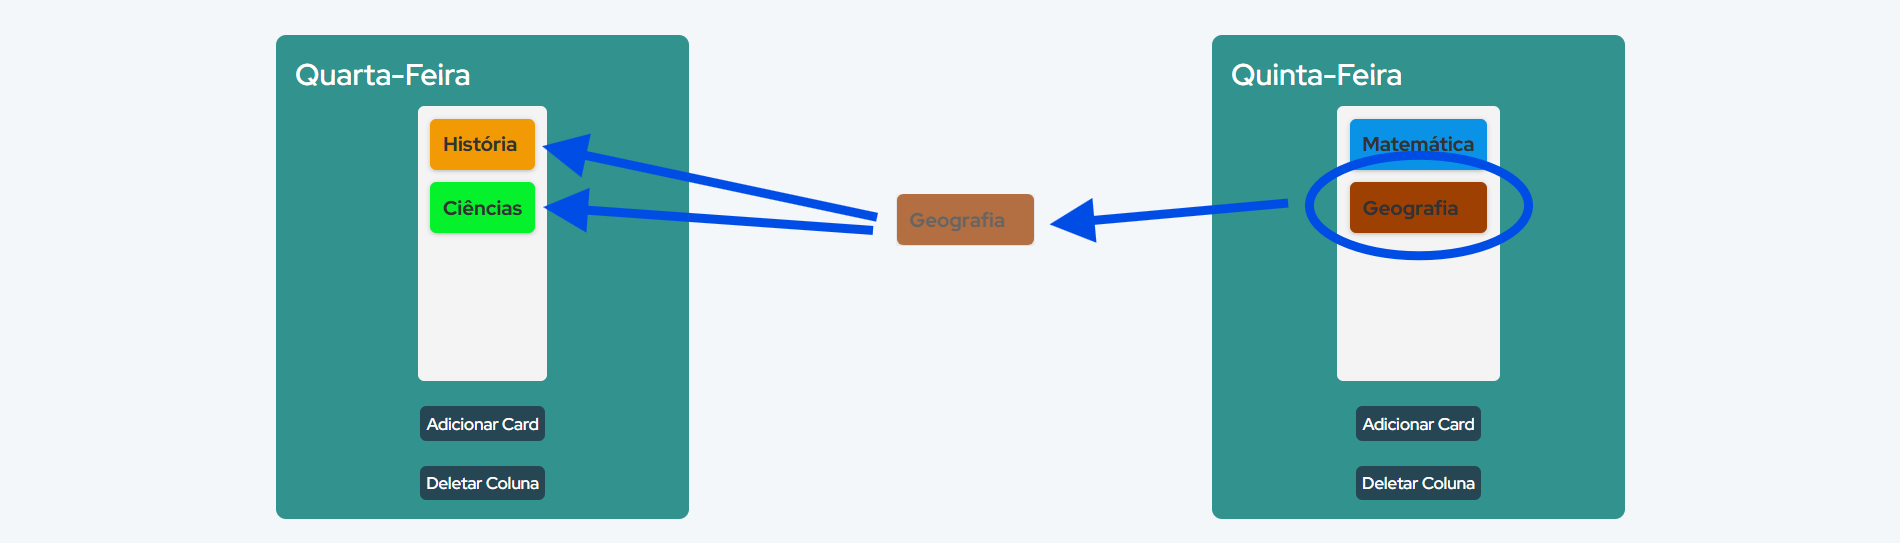 Quarta-Feira
História
Ciências
Adicionar Card
Deletar Coluna
Geografia
Quinta-Feira
Matemática
Geografia
Adicionar Card
Deletar Coluna